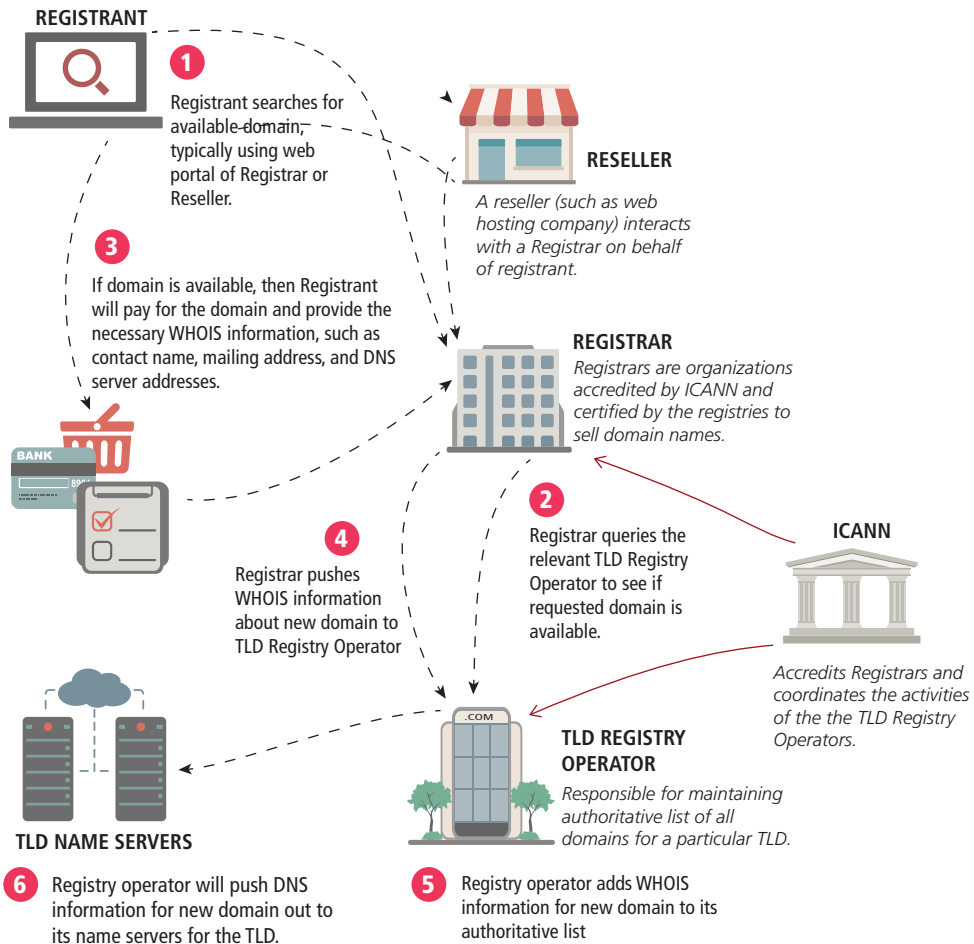 REGISTRANT
1
Registrant searches for
available domain,
typically using web
portal of Registrar or
Reseller.
RESELLER
A reseller (such as web
hosting company) interacts
with a Registrar on behalf
of registrant.
3
If domain is available, then Registrant
will pay for the domain and provide the
necessary WHOIS information, such as
contact name, mailing address, and DNS
server addresses.
REGISTRAR
Registrars are organizations
accredited by ICANN and
certified by the registries to
sell domain names.
BANK
2
Registrar queries the
relevant TLD Registry
Operator to see if
requested domain is
available.
4
Registrar pushes
WHOIS information
about new domain to
TLD Registry Operator
ICANN
Accredits Registrars and
coordinates the activities
of the the TLD Registry
Operators.
.COM
TLD REGISTRY
OPERATOR
Responsible for maintaining
authoritative list of all
domains for a particular TLD.
TLD NAME SERVERS
6
Registry operator will push DNS
information for new domain out to
its name servers for the TLD.
5
Registry operator adds WHOIS
information for new domain to its
authoritative list